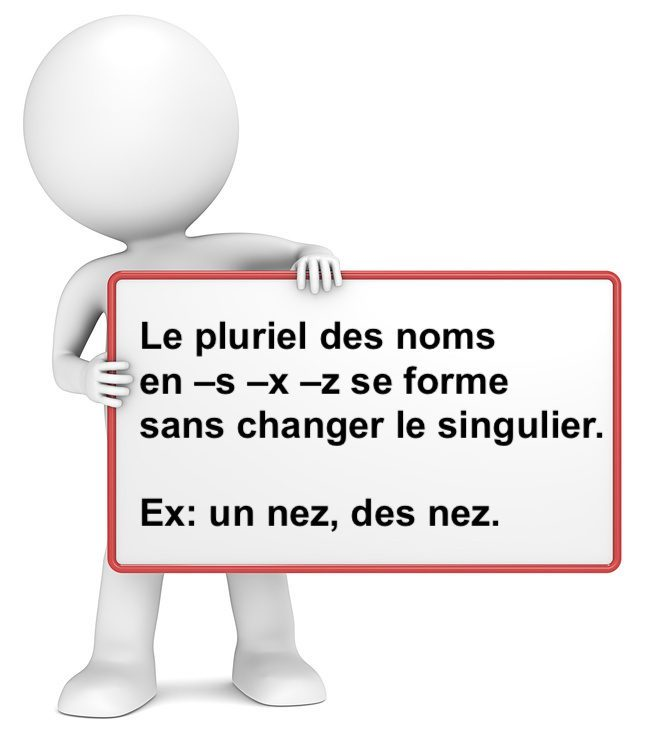 Le pluriel des noms
en –s –x –z se forme
sans changer le singulier.
Ex: un nez, des nez.